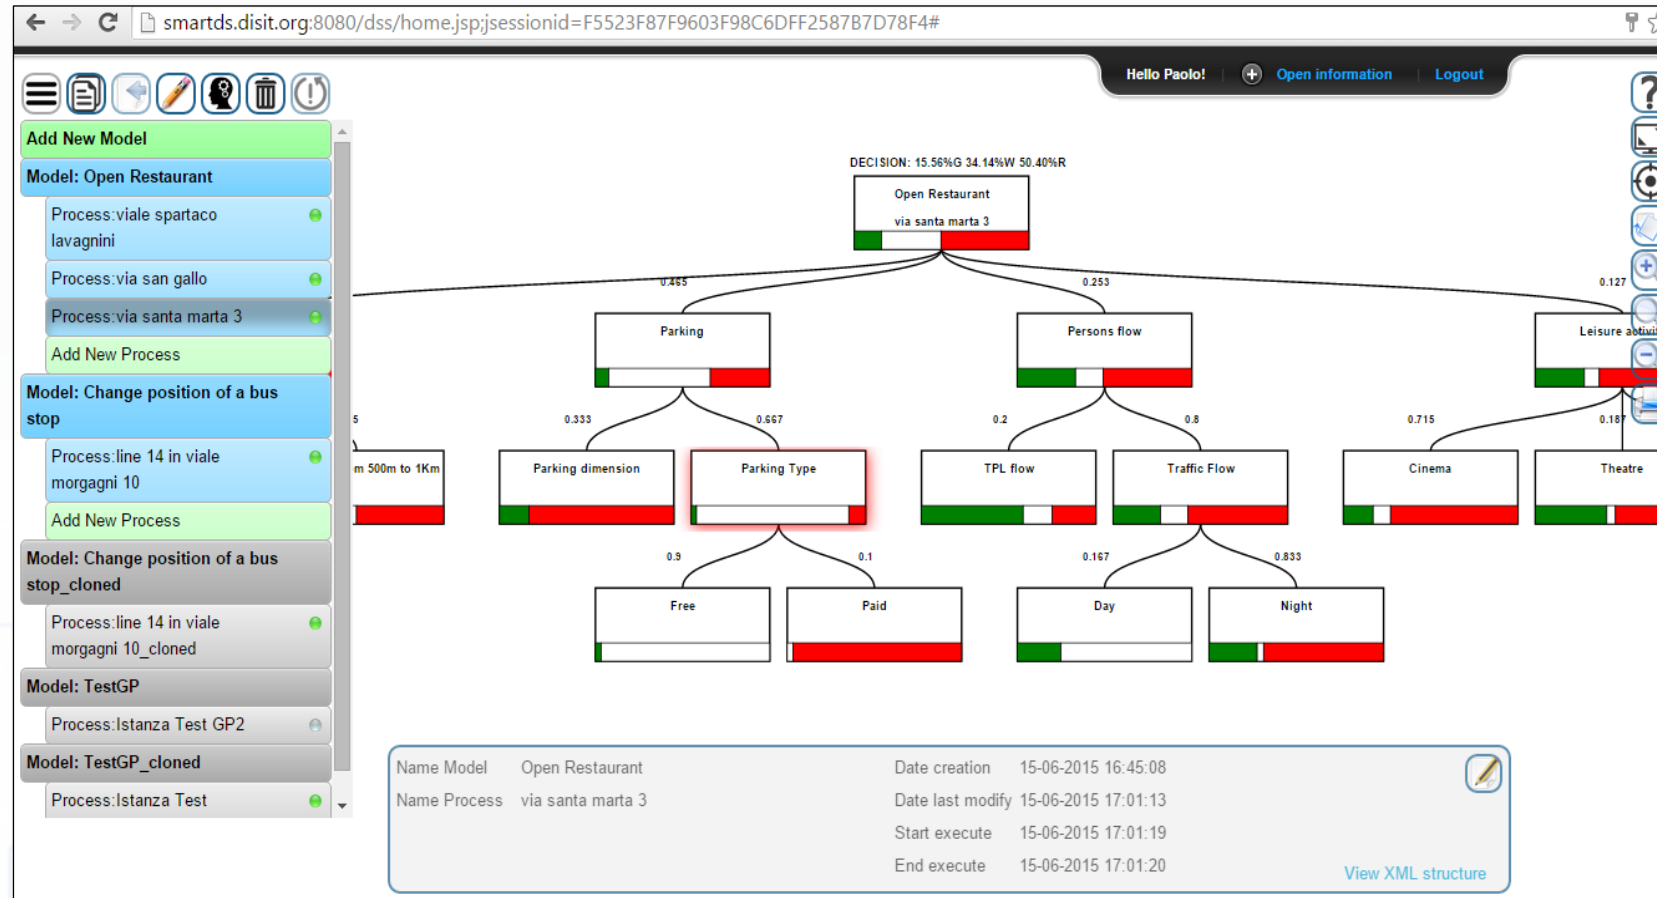 smartds.disit.org:8080/dss/home.jsp;jsessionid=F5523F87F9603F98C6DFF2587B7D78F4#
Hello Paolo! Open information Logout
Add New Model
Model: Open Restaurant
Process:viale spartaco
lavagnini
Process:via san gallo
Process:via santa marta 3
Add New Process
Model: Change position of a bus
stop
Process:line 14 in viale
morgagni 10
Add New Process
Model: Change position of a bus
stop_cloned
Process:line 14 in viale
morgagni 10_cloned
Model: TestGP
Process:Istanza Test GP2
Model: TestGP_cloned
Process:Istanza Test
DECISION: 15.56%G 34.14%W 50.40%R
Open Restaurant
via santa marta 3
0.465 0.253 0.127
Parking Persons flow Leisure activi
5 0.333 0.667 0.2 0.8 0.715 0.187
m 500m to 1Km Parking dimension Parking Type TPL flow Traffic Flow Cinema Theatre
0.9 0.1 0.167 0.833
Free Paid Day Night
Name Model Open Restaurant Date creation 15-06-2015 16:45:08
Name Process via santa marta 3 Date last modify 15-06-2015 17:01:13
Start execute 15-06-2015 17:01:19
End execute 15-06-2015 17:01:20
View XML structure